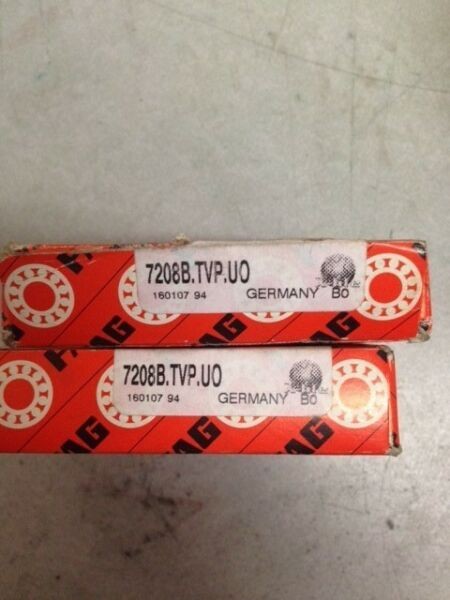 7208B.TVP.UO
160107 94 GERMANY Bo
FAG
7208B.TVP.UO
160107 94 GERMANY Bo
FAG